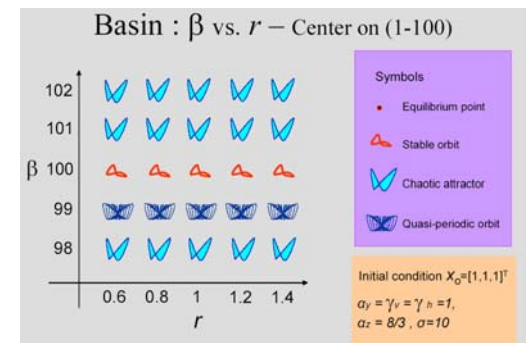 Basin : β vs. r – Center on (1-100)
102
101
β 100
99
98
0.6 0.8 1 1.2 1.4
r
Symbols
Equilibrium point
Stable orbit
Chaotic attractor
Quasi-periodic orbit
Initial condition X₀=[1,1,1]ᵀ
αy = γv = γh =1,
αz = 8/3 , σ=10